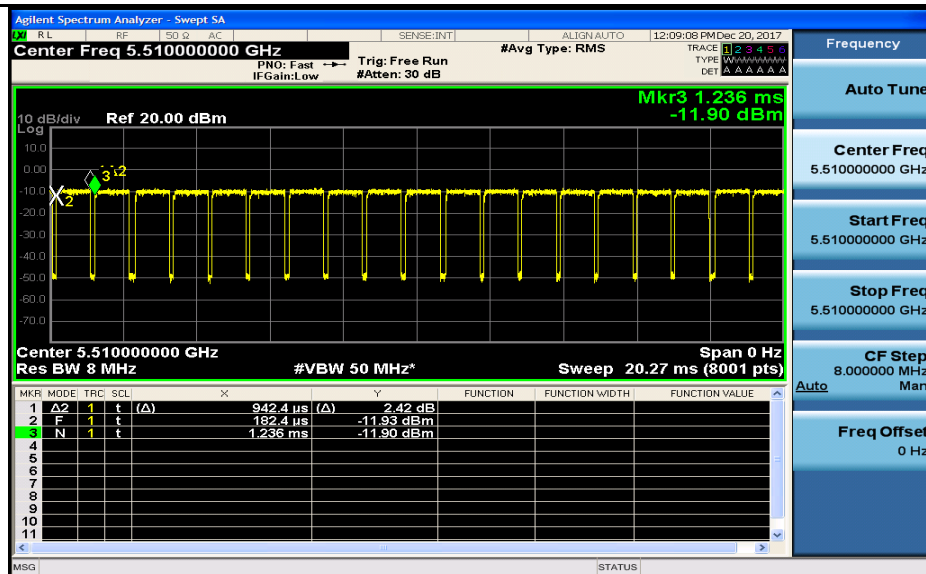 Agilent Spectrum Analyzer - Swept SA
LXI RL RF 50 Ω AC SENSE:INT ALIGN AUTO 12:09:08 PM Dec 20, 2017
Center Freq 5.510000000 GHz #Avg Type: RMS TRACE 1 2 3 4 5 6
PNO: Fast Trig: Free Run TYPE WWWWWW
IFGain:Low #Atten: 30 dB DET A A A A A A
Mkr3 1.236 ms
10 dB/div Ref 20.00 dBm -11.90 dBm
Log
10.0
0.00
-10.0
-20.0
-30.0
-40.0
-50.0
-60.0
-70.0
3 2
2
Center 5.510000000 GHz Span 0 Hz
Res BW 8 MHz #VBW 50 MHz* Sweep 20.27 ms (8001 pts)
MKR MODE TRC SCL X Y FUNCTION FUNCTION WIDTH FUNCTION VALUE
1 Δ2 1 t (Δ) 942.4 µs (Δ) 2.42 dB
2 F 1 t 182.4 µs -11.93 dBm
3 N 1 t 1.236 ms -11.90 dBm
4
5
6
7
8
9
10
11
MSG STATUS
Frequency
Auto Tune
Center Freq
5.510000000 GHz
Start Freq
5.510000000 GHz
Stop Freq
5.510000000 GHz
CF Step
8.000000 MHz
Auto Man
Freq Offset
0 Hz